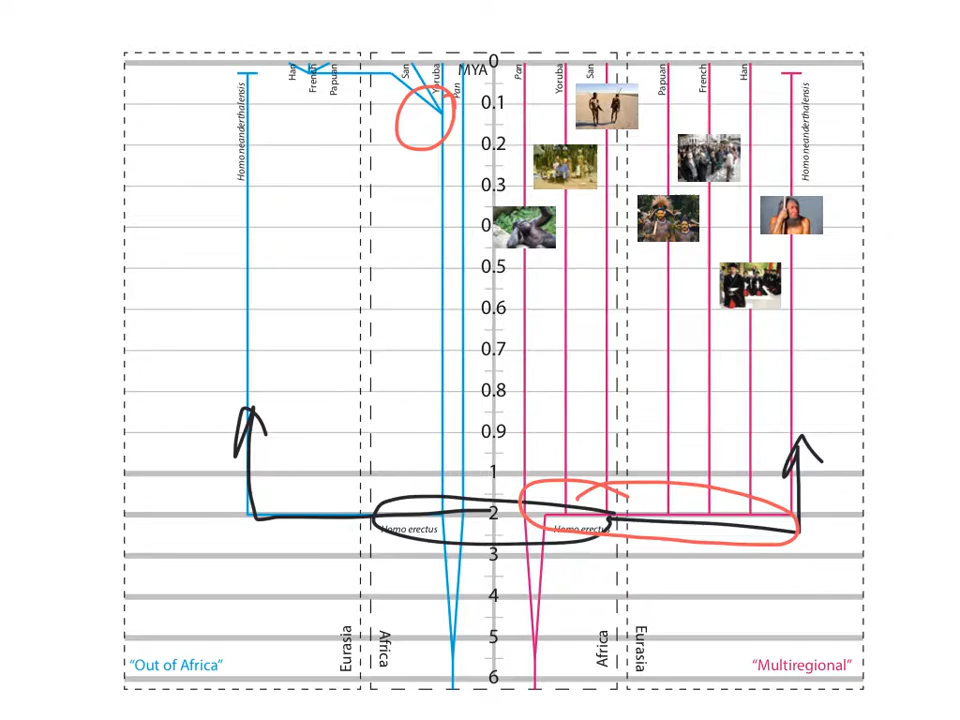 Han
French
Papuan
San
Yoruba
Pan
MYA
Pan
Yoruba
San
Papuan
French
Han
Homo neanderthalensis
Homo neanderthalensis
0
0.1
0.2
0.3
0
0.5
0.6
0.7
0.8
0.9
1
2
3
4
5
6
Homo erectus
Homo erectus
Eurasia
Africa
Africa
Eurasia
"Out of Africa"
"Multiregional"